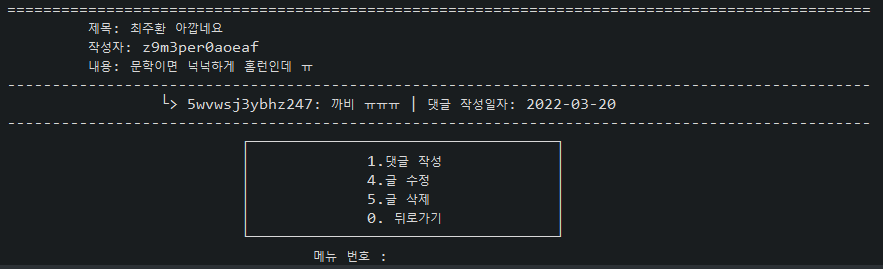 ================================================================================================
제목: 최주환 아깝네요
작성자: z9m3per0aoeaf
내용: 문학이면 넉넉하게 홈런인데 ㅠ
------------------------------------------------------------------------------------------------
└> 5wvwsj3ybhz247: 까비 ㅠㅠㅠ | 댓글 작성일자: 2022-03-20
------------------------------------------------------------------------------------------------
1.댓글 작성
4.글 수정
5.글 삭제
0. 뒤로가기
메뉴 번호 :